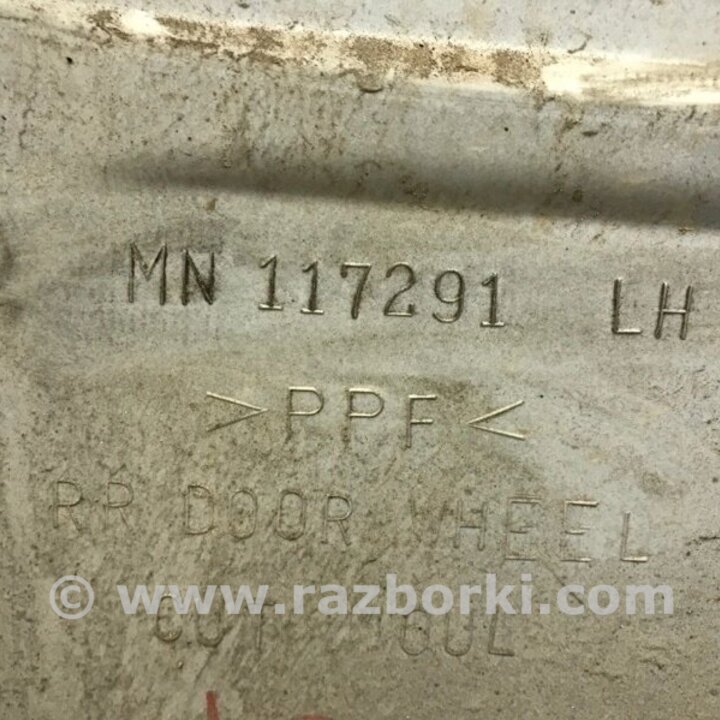 MN 117291 LH
>PPF<
RR DOOR WHEEL
© www.razborki.com